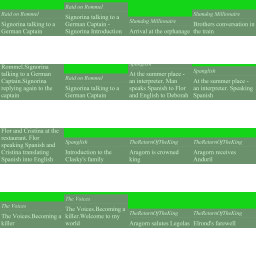 Raid on Rommel
Signorina talking to a
German Captain
Raid on Rommel
Signorina talking to a
German Captain -
Signorina Introduction
Slumdog Millionaire
Arrival at the orphanage
Slumdog Millionaire
Brothers conversation in
the train
Rommel.Signorina
talking to a German
Captain.Signorina
replying again to the
captain
Raid on Rommel
Signorina talking to a
German Captain
Spanglish
At the summer place -
an interpreter. Man
speaks Spanish to Flor
and English to Deborah
Spanglish
At the summer place -
an interpreter. Speaking
Spanish
Flor and Cristina at the
restaurant. Flor
speaking Spanish and
Cristina translating
Spanish into English
Spanglish
Introduction to the
Clasky's family
TheReturnOfTheKing
Aragorn is crowned
king
TheReturnOfTheKing
Aragorn receives
Anduril
The Voices
The Voices.Becoming a
killer
The Voices
The Voices.Becoming a
killer.Welcome to my
world
TheReturnOfTheKing
Aragorn salutes Legolas
TheReturnOfTheKing
Elrond's farewell